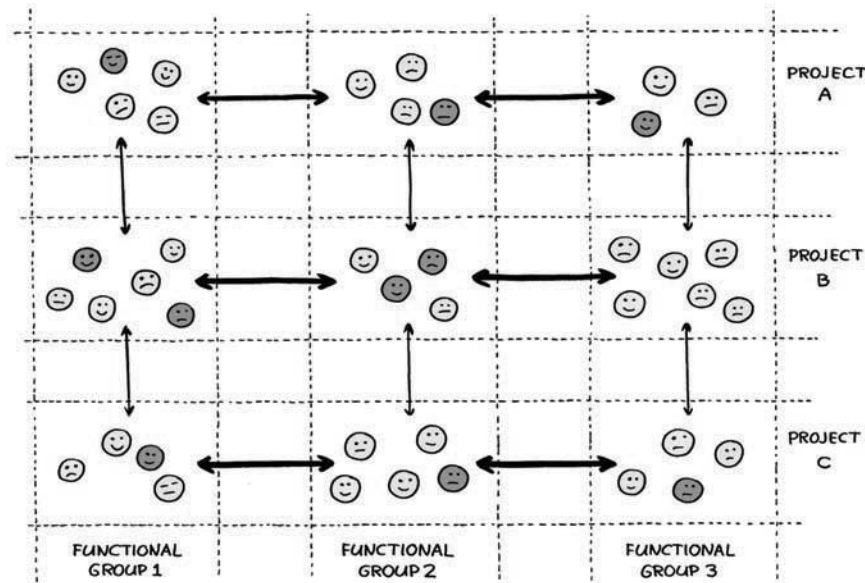 PROJECT
A
PROJECT
B
PROJECT
C
FUNCTIONAL
GROUP 1
FUNCTIONAL
GROUP 2
FUNCTIONAL
GROUP 3